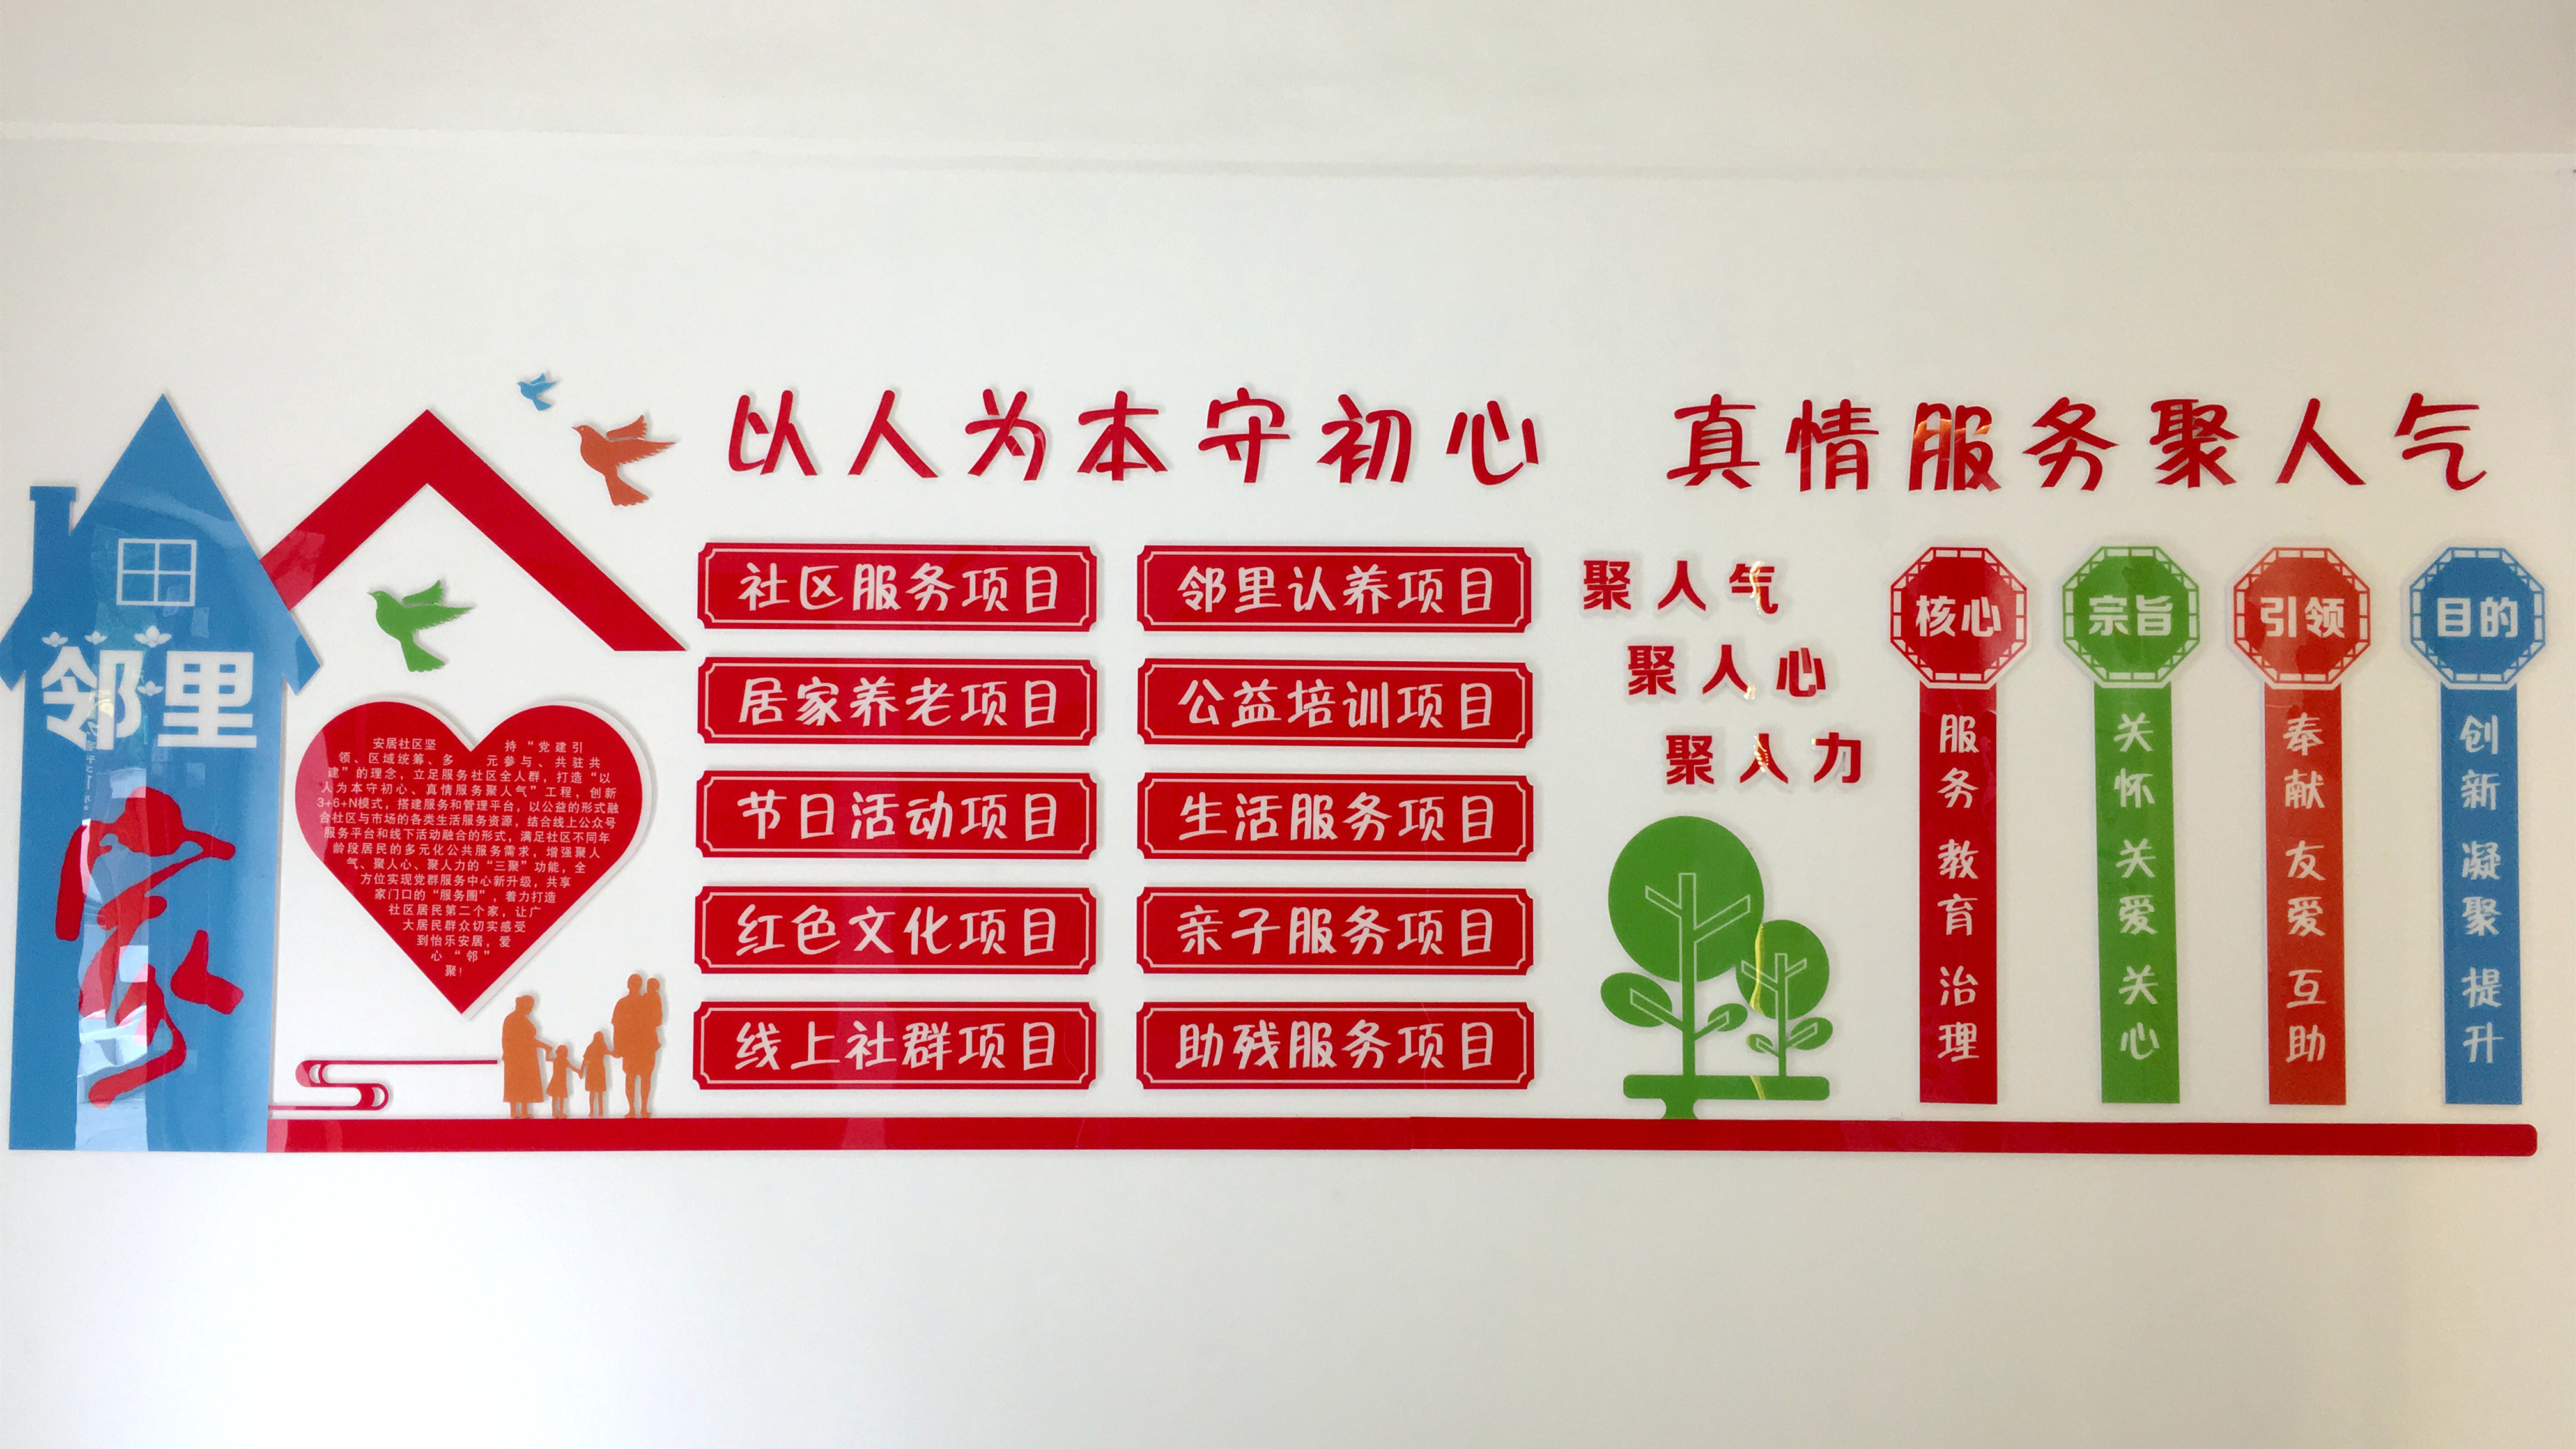 以人为本守初心 真情服务聚人气
邻里
家
安居社区坚持“党建引
领、区域统筹、多元参与、共驻共
建”的理念，立足服务社区全人群，打造“以
人为本守初心、真情服务聚人气”工程，创新
3+6+N模式，搭建服务和管理平台，以公益的形式融
合社区与市场的各类生活服务资源，结合线上公众号
服务平台和线下活动融合的形式，满足社区不同年
龄段居民的多元化公共服务需求，增强聚人
气、聚人心、聚人力的“三聚”功能，全
方位实现党群服务中心新升级，共享
家门口的“服务圈”，着力打造
社区居民第二个家，让广
大居民群众切实感受
到怡乐安居，爱
心“邻”
聚！
社区服务项目
居家养老项目
节日活动项目
红色文化项目
线上社群项目
邻里认养项目
公益培训项目
生活服务项目
亲子服务项目
助残服务项目
聚人气
聚人心
聚人力
核心
服务 教育 治理
宗旨
关怀 关爱 关心
引领
奉献 友爱 互助
目的
创新 凝聚 提升